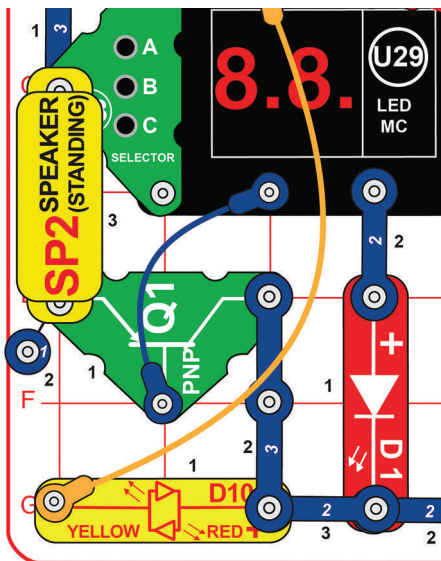 1
3
A
B
C
SELECTOR
8.8.
U29
LED
MC
SP2 SPEAKER
(STANDING)
3
2
2
1
2
Q1
PNP
1
F
2
3
1
+
D1
1
G
D10
YELLOW
RED +
2
3
2
2